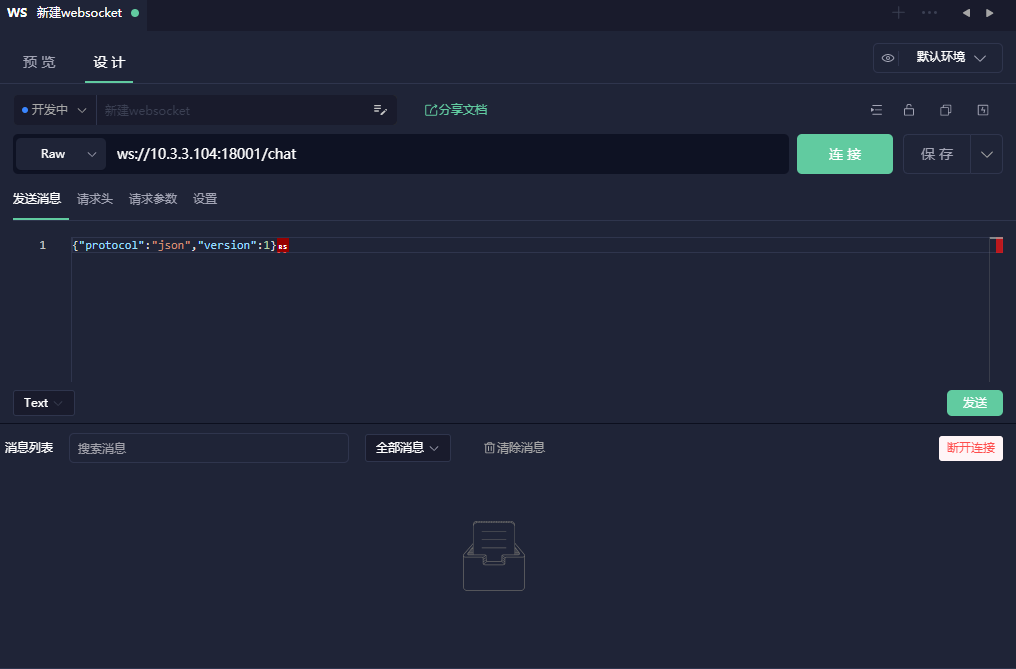 WS 新建websocket
预 览 设 计 默认环境
开发中 新建websocket 分享文档
Raw ws://10.3.3.104:18001/chat 连 接 保 存
发送消息 请求头 请求参数 设置
1 {"protocol":"json","version":1}RS
Text 发送
消息列表 搜索消息 全部消息 清除消息 断开连接